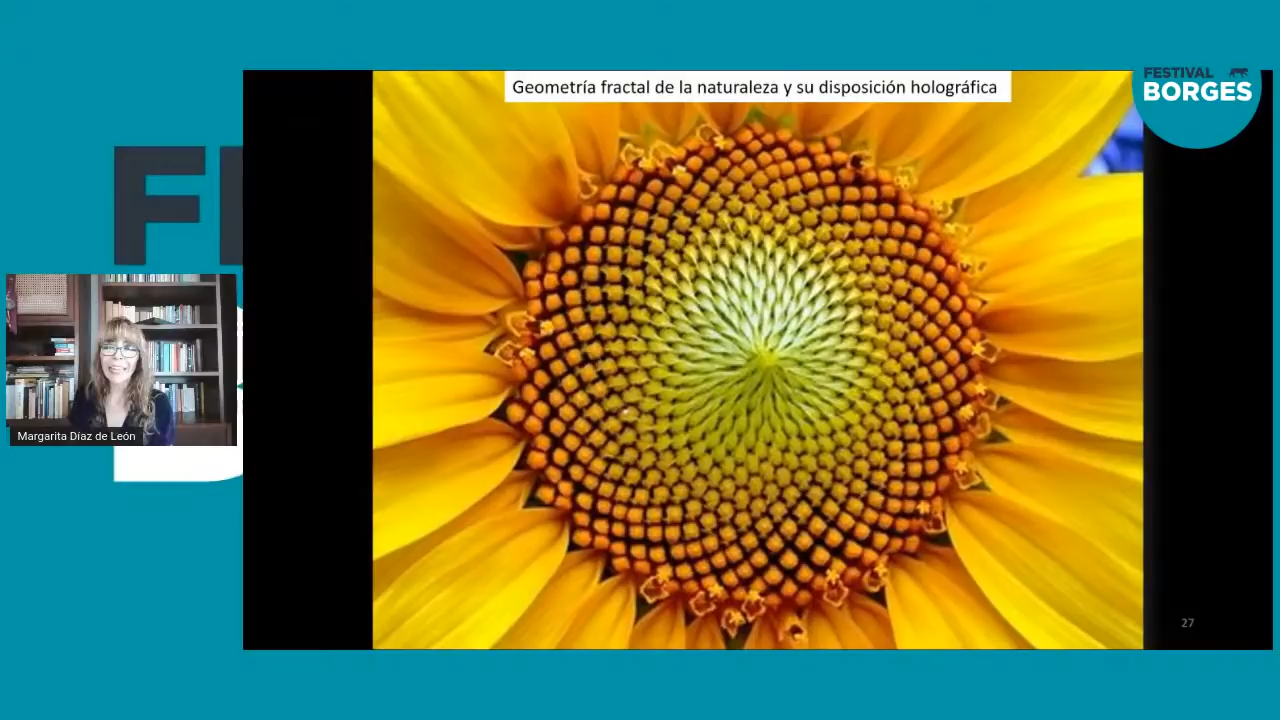 Geometría fractal de la naturaleza y su disposición holográfica
FESTIVAL
BORGES
Margarita Díaz de León
27